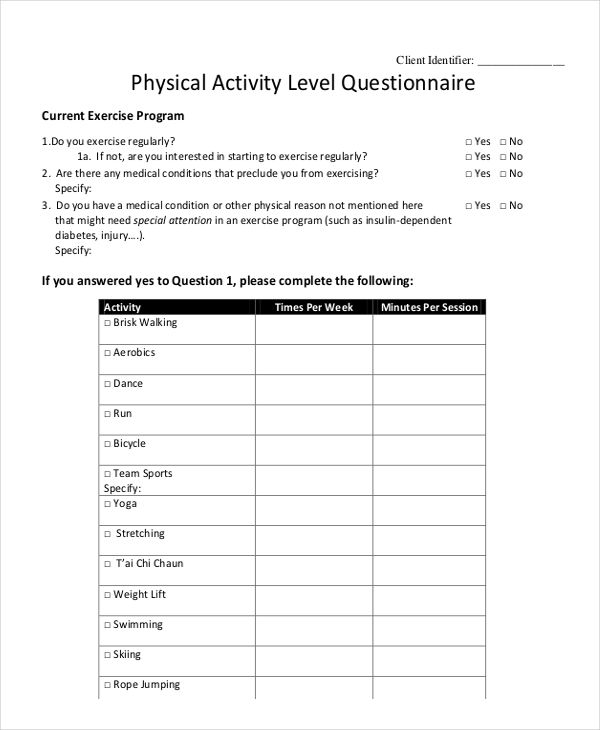 Client Identifier: _______________
Physical Activity Level Questionnaire
Current Exercise Program
1.Do you exercise regularly? □ Yes □ No
1a. If not, are you interested in starting to exercise regularly? □ Yes □ No
2. Are there any medical conditions that preclude you from exercising? □ Yes □ No
Specify:
3. Do you have a medical condition or other physical reason not mentioned here □ Yes □ No
that might need special attention in an exercise program (such as insulin-dependent
diabetes, injury....).
Specify:
If you answered yes to Question 1, please complete the following:
Activity Times Per Week Minutes Per Session
□ Brisk Walking
□ Aerobics
□ Dance
□ Run
□ Bicycle
□ Team Sports
Specify:
□ Yoga
□ Stretching
□ T'ai Chi Chaun
□ Weight Lift
□ Swimming
□ Skiing
□ Rope Jumping